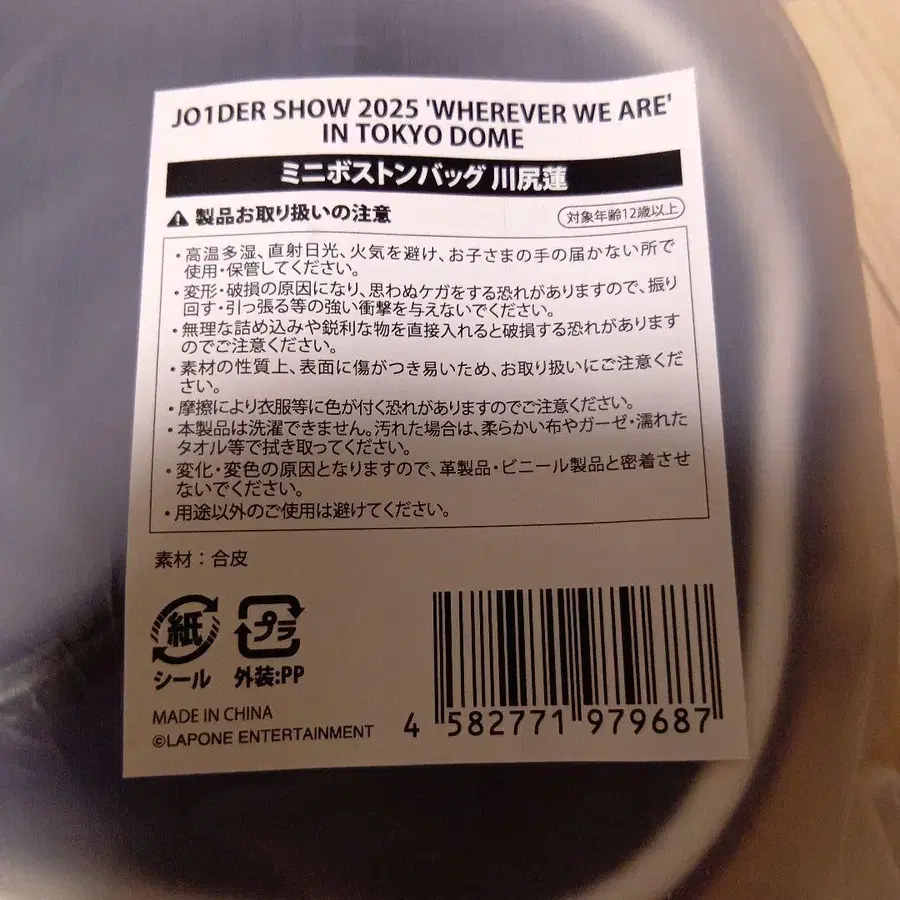 JO1DER SHOW 2025 'WHEREVER WE ARE'
IN TOKYO DOME
ミニボストンバッグ 川尻蓮
製品お取り扱いの注意
対象年齢12歳以上
・高温多湿、直射日光、火気を避け、お子さまの手の届かない所で
使用・保管してください。
・変形・破損の原因になり、思わぬケガをする恐れがありますので、振り
回す・引っ張る等の強い衝撃を与えないでください。
・無理な詰め込みや鋭利な物を直接入れると破損する恐れがあります
のでご注意ください。
・素材の性質上、表面に傷がつき易いため、お取り扱いにご注意くだ
さい。
・摩擦により衣服等に色が付く恐れがありますのでご注意ください。
・本製品は洗濯できません。汚れた場合は、柔らかい布やガーゼ・濡れた
タオル等で拭き取ってください。
・変化・変色の原因となりますので、革製品・ビニール製品と密着させ
ないでください。
・用途以外のご使用は避けてください。
素材：合皮
紙 プラ
シール 外装:PP
MADE IN CHINA
©LAPONE ENTERTAINMENT
4 582771 979687